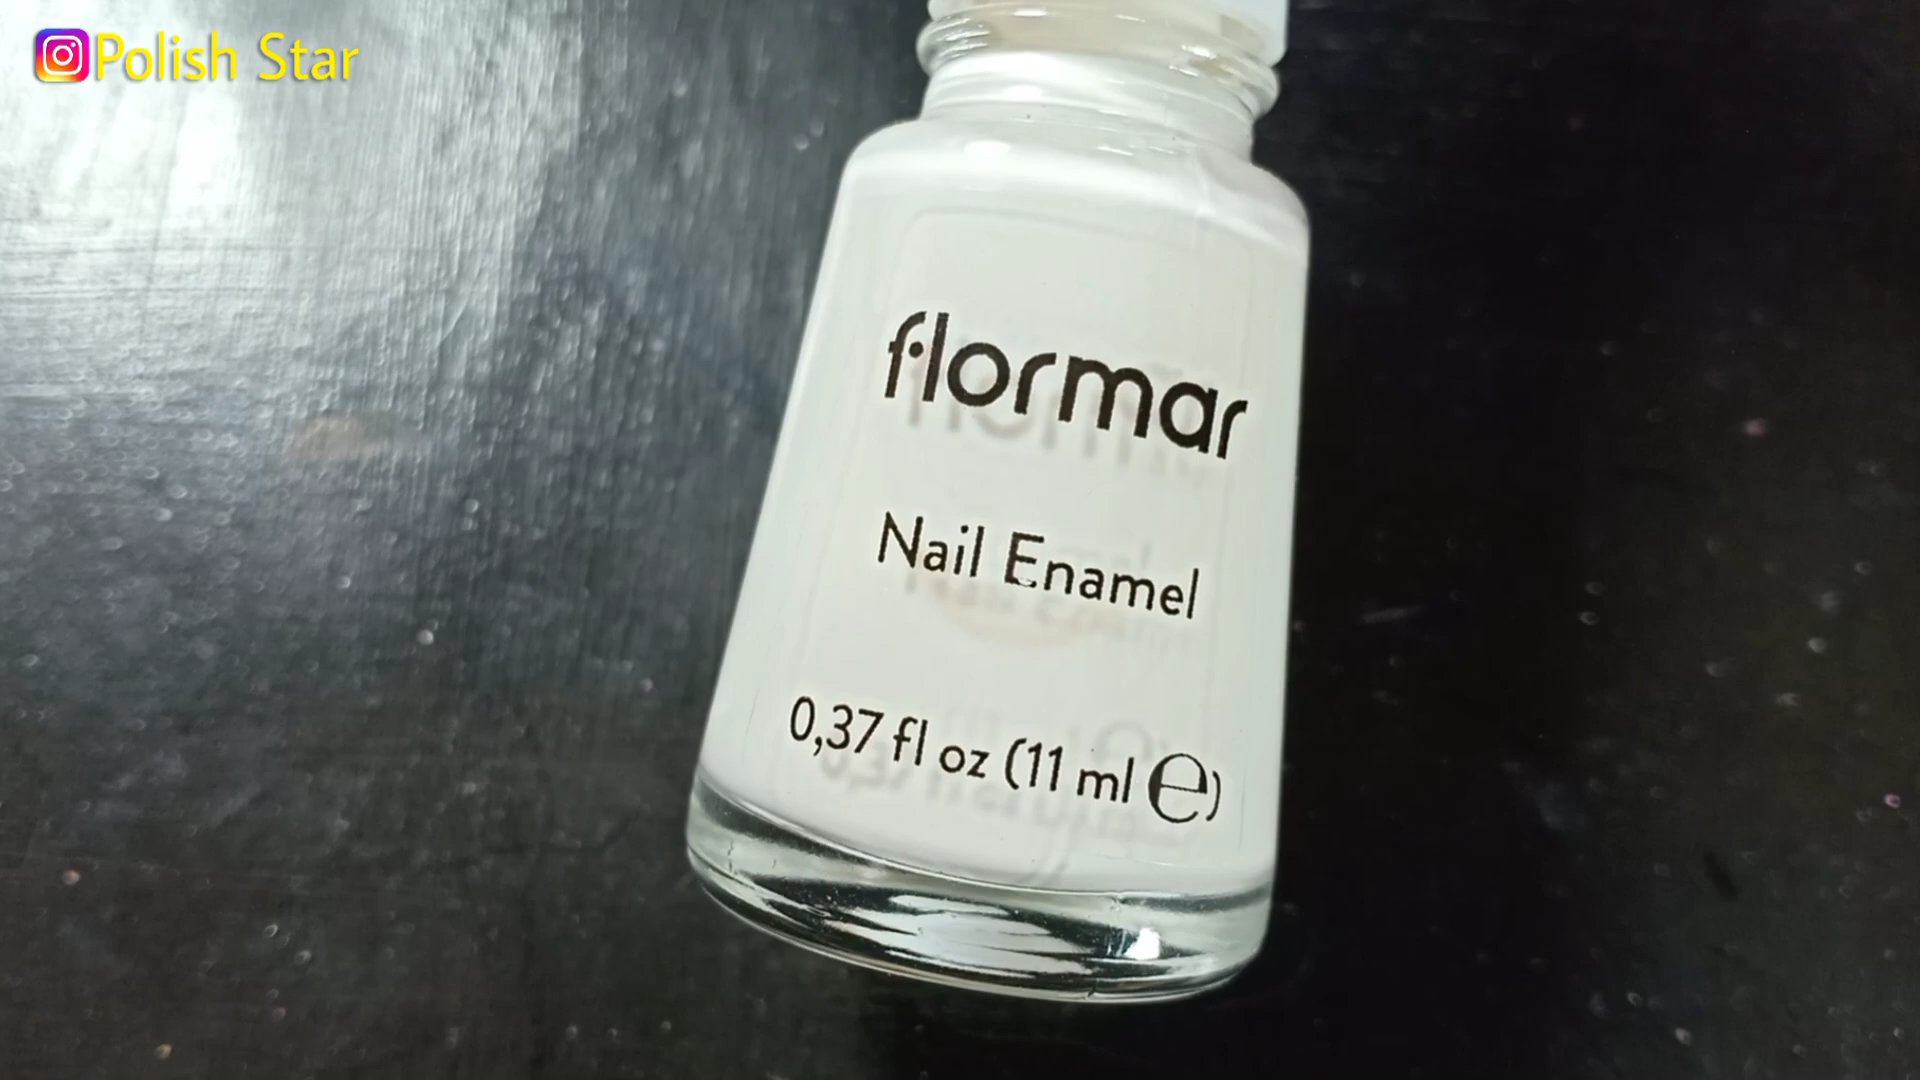 Polish Star
flormar
Nail Enamel
0,37 fl oz (11 ml ℮)